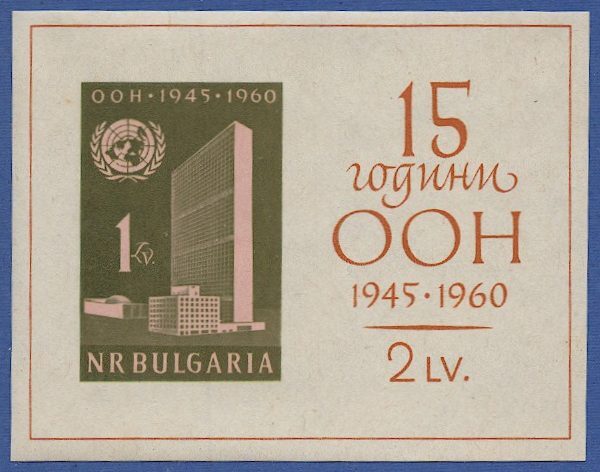 ООН · 1945 · 1960
1 Lv.
NR BULGARIA
15
години
ООН
1945 · 1960
2 LV.